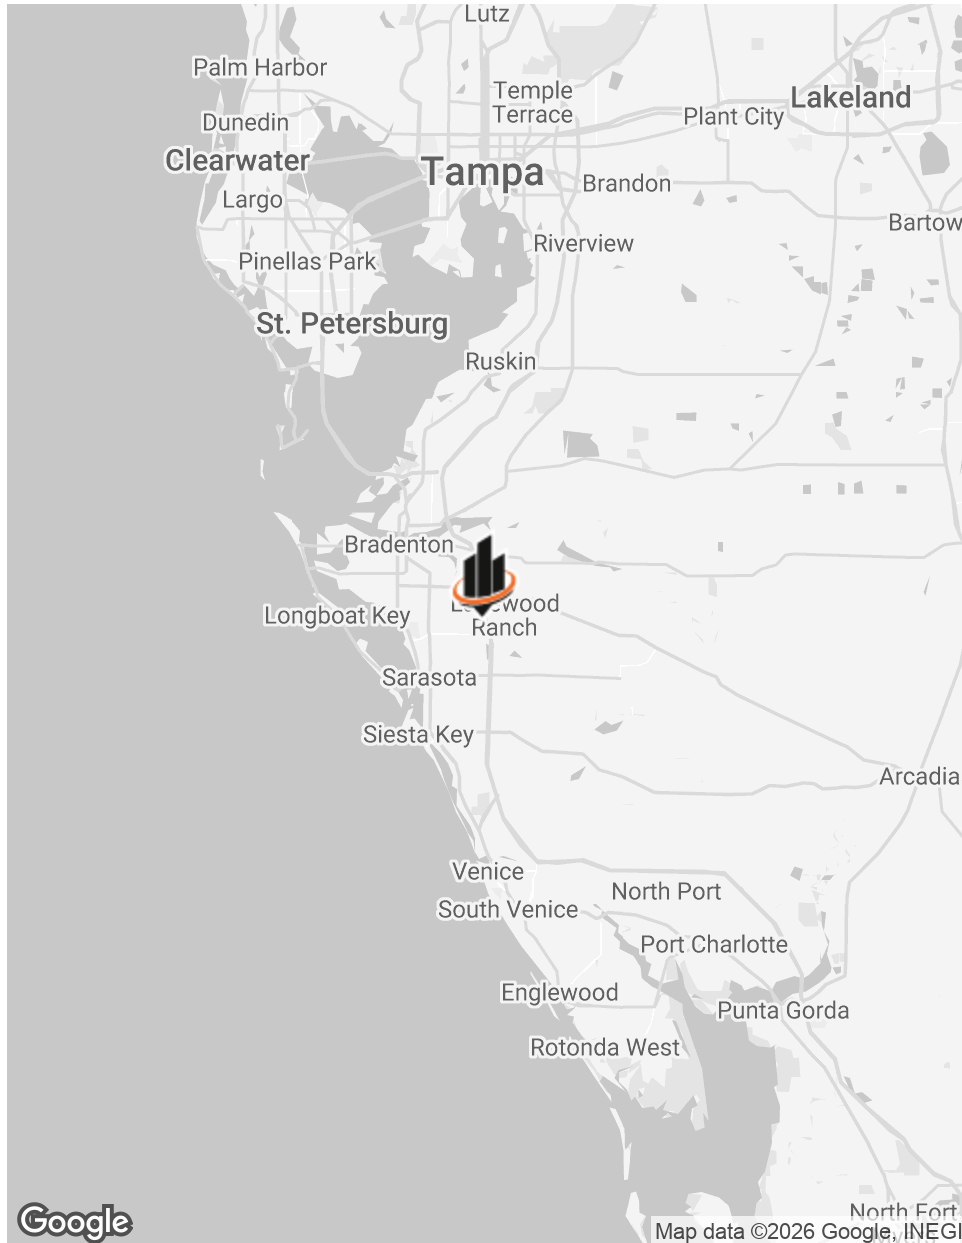 Lutz
Palm Harbor
Temple
Terrace
Lakeland
Plant City
Dunedin
Clearwater
Tampa
Brandon
Largo
Bartow
Riverview
Pinellas Park
St. Petersburg
Ruskin
Bradenton
Ranch
Longboat Key
Sarasota
Siesta Key
Arcadia
Venice
North Port
South Venice
Port Charlotte
Englewood
Punta Gorda
Rotonda West
North Fort
Google
Map data ©2026 Google, INEGI